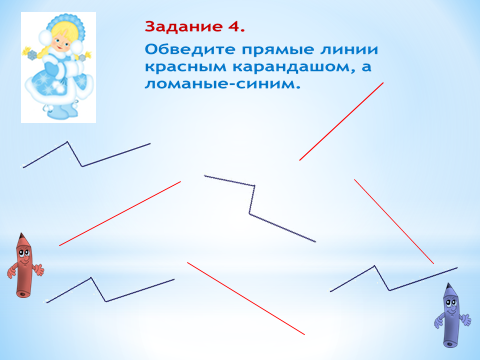 Задание 4.
Обведите прямые линии
красным карандашом, а
ломаные-синим.